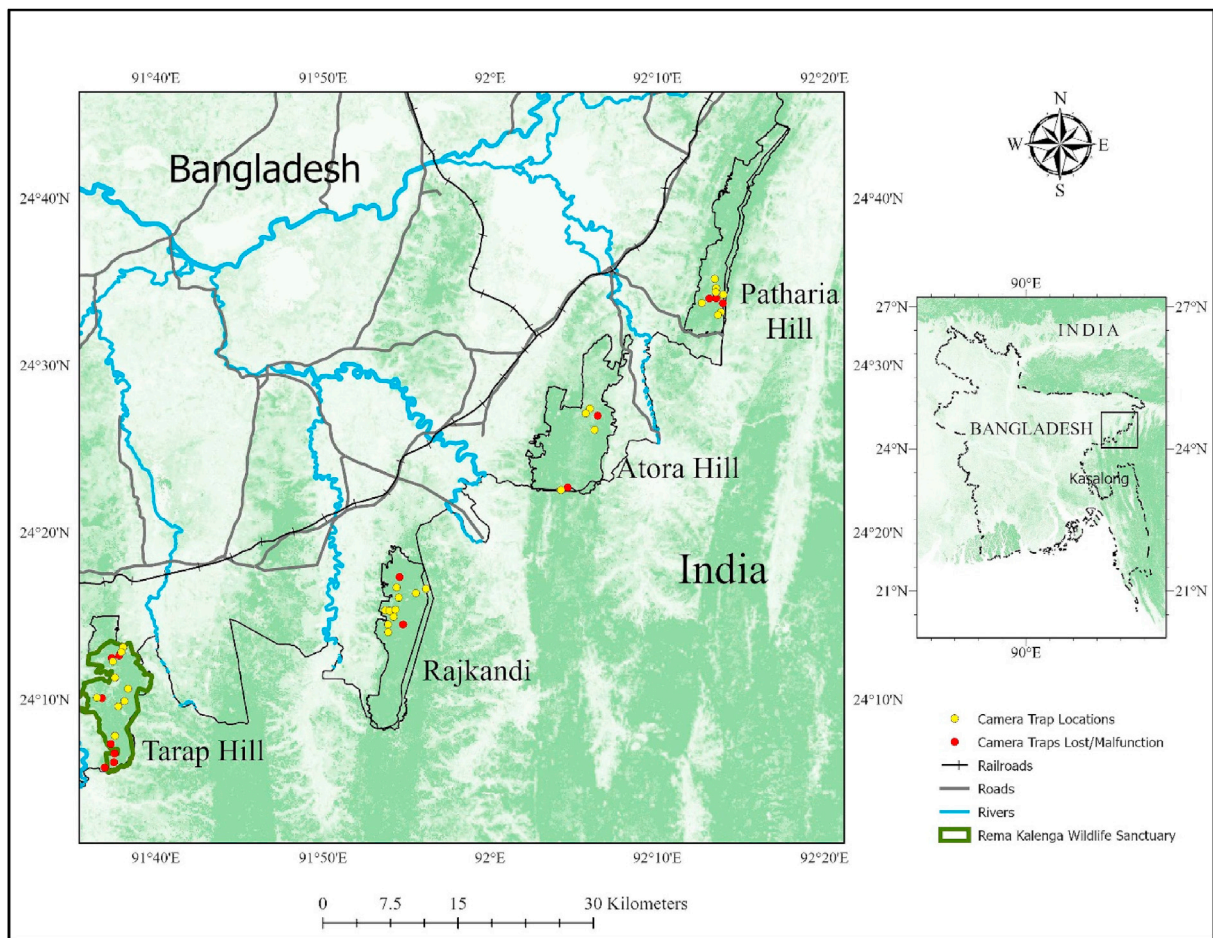 91°40'E
91°50'E
92°E
92°10'E
92°20'E
N
W
E
S
Bangladesh
24°40'N
24°40'N
Patharia
Hill
90°E
27°N
27°N
INDIA
24°30'N
24°30'N
BANGLADESH
24°N
24°N
Atora Hill
Kasalong
24°20'N
24°20'N
India
21°N
21°N
90°E
Rajkandi
24°10'N
24°10'N
Tarap Hill
Camera Trap Locations
Camera Traps Lost/Malfunction
Railroads
Roads
Rivers
Rema Kalenga Wildlife Sanctuary
91°40'E
91°50'E
92°E
92°10'E
92°20'E
0
7.5
15
30 Kilometers